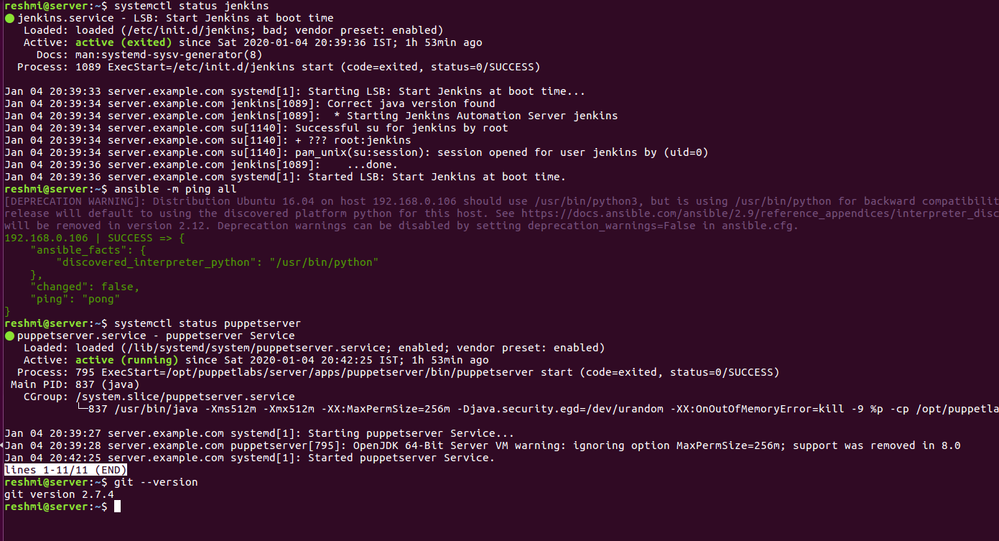 reshmi@server:~$ systemctl status jenkins
● jenkins.service - LSB: Start Jenkins at boot time
   Loaded: loaded (/etc/init.d/jenkins; bad; vendor preset: enabled)
   Active: active (exited) since Sat 2020-01-04 20:39:36 IST; 1h 53min ago
     Docs: man:systemd-sysv-generator(8)
  Process: 1089 ExecStart=/etc/init.d/jenkins start (code=exited, status=0/SUCCESS)

Jan 04 20:39:33 server.example.com systemd[1]: Starting LSB: Start Jenkins at boot time...
Jan 04 20:39:34 server.example.com jenkins[1089]: Correct java version found
Jan 04 20:39:34 server.example.com jenkins[1089]:  * Starting Jenkins Automation Server jenkins
Jan 04 20:39:34 server.example.com su[1140]: Successful su for jenkins by root
Jan 04 20:39:34 server.example.com su[1140]: + ??? root:jenkins
Jan 04 20:39:34 server.example.com su[1140]: pam_unix(su:session): session opened for user jenkins by (uid=0)
Jan 04 20:39:36 server.example.com jenkins[1089]:    ...done.
Jan 04 20:39:36 server.example.com systemd[1]: Started LSB: Start Jenkins at boot time.
reshmi@server:~$ ansible -m ping all
[DEPRECATION WARNING]: Distribution Ubuntu 16.04 on host 192.168.0.106 should use /usr/bin/python3, but is using /usr/bin/python for backward compatibilit
release will default to using the discovered platform python for this host. See https://docs.ansible.com/ansible/2.9/reference_appendices/interpreter_disc
will be removed in version 2.12. Deprecation warnings can be disabled by setting deprecation_warnings=False in ansible.cfg.
192.168.0.106 | SUCCESS => {
    "ansible_facts": {
        "discovered_interpreter_python": "/usr/bin/python"
    },
    "changed": false,
    "ping": "pong"
}
reshmi@server:~$ systemctl status puppetserver
● puppetserver.service - puppetserver Service
   Loaded: loaded (/lib/systemd/system/puppetserver.service; enabled; vendor preset: enabled)
   Active: active (running) since Sat 2020-01-04 20:42:25 IST; 1h 53min ago
  Process: 795 ExecStart=/opt/puppetlabs/server/apps/puppetserver/bin/puppetserver start (code=exited, status=0/SUCCESS)
 Main PID: 837 (java)
   CGroup: /system.slice/puppetserver.service
           └─837 /usr/bin/java -Xms512m -Xmx512m -XX:MaxPermSize=256m -Djava.security.egd=/dev/urandom -XX:OnOutOfMemoryError=kill -9 %p -cp /opt/puppetla

Jan 04 20:39:27 server.example.com systemd[1]: Starting puppetserver Service...
Jan 04 20:39:28 server.example.com puppetserver[795]: OpenJDK 64-Bit Server VM warning: ignoring option MaxPermSize=256m; support was removed in 8.0
Jan 04 20:42:25 server.example.com systemd[1]: Started puppetserver Service.
lines 1-11/11 (END)
reshmi@server:~$ git --version
git version 2.7.4
reshmi@server:~$